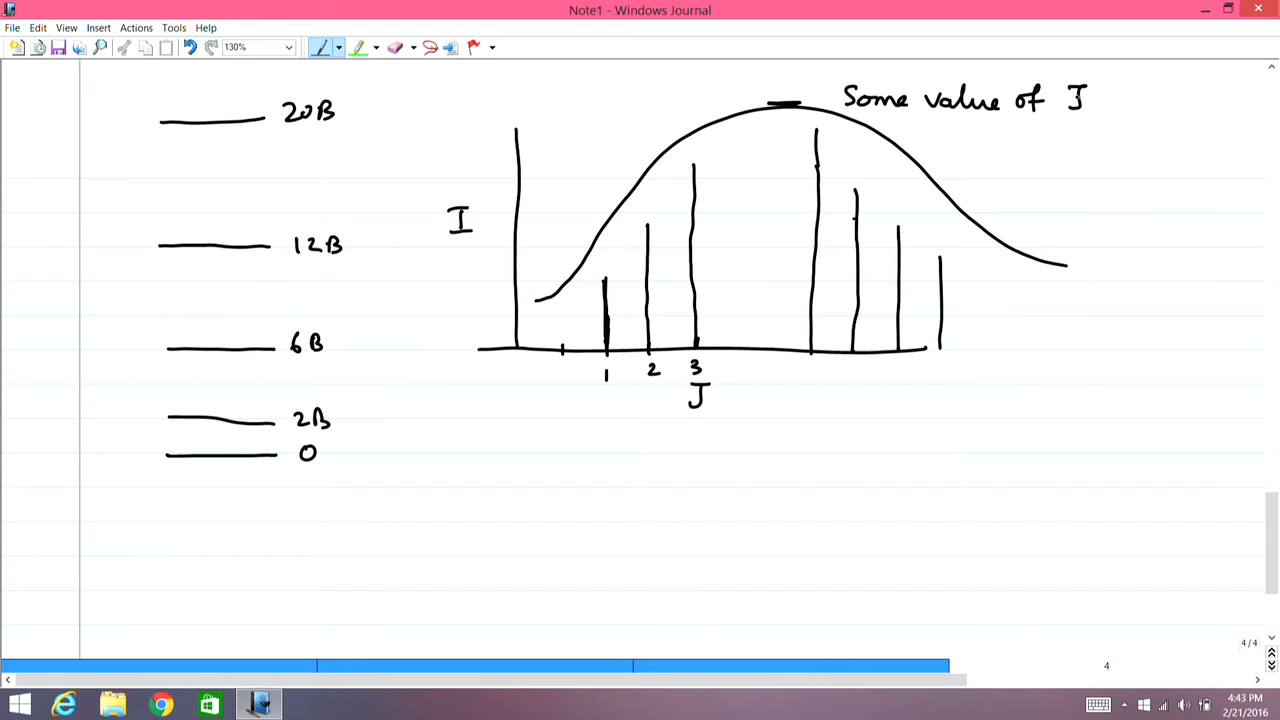 Note1 - Windows Journal
File Edit View Insert Actions Tools Help
130%
Some value of J
20B
12B
I
6B
1 2 3
J
2B
0
4/4
4
4:43 PM
2/21/2016